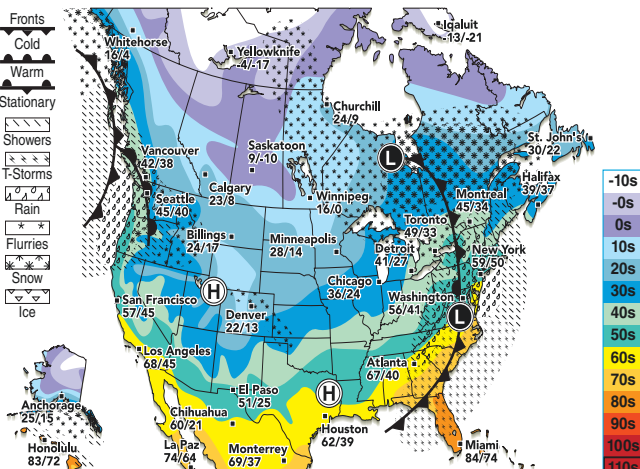 Fronts
Cold
Warm
Stationary
Showers
T-Storms
Rain
Flurries
Snow
Ice
Whitehorse
16/4
Yellowknife
-4/-17
Iqaluit
-13/-21
Churchill
24/9
St. John's
30/22
Vancouver
42/38
Saskatoon
9/-10
L
Halifax
39/37
Calgary
23/8
Winnipeg
16/0
Montreal
45/34
Seattle
45/40
Toronto
49/33
Billings
24/17
Minneapolis
28/14
Detroit
41/27
New York
59/50
Chicago
36/24
H
San Francisco
57/45
Denver
22/13
Washington
56/41
L
Los Angeles
68/45
Atlanta
67/40
El Paso
51/25
H
Anchorage
25/15
Chihuahua
60/21
Houston
62/39
Honolulu
83/72
La Paz
74/64
Monterrey
69/37
Miami
84/74
-10s
-0s
0s
10s
20s
30s
40s
50s
60s
70s
80s
90s
100s
110s